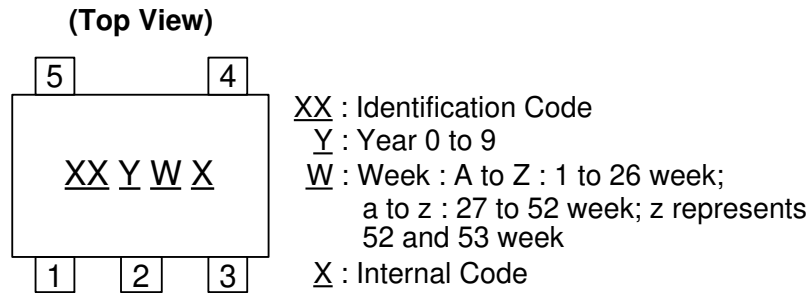 (Top View)
5 4
XX Y W X
1 2 3
XX : Identification Code
Y : Year 0 to 9
W : Week : A to Z : 1 to 26 week;
a to z : 27 to 52 week; z represents
52 and 53 week
X : Internal Code